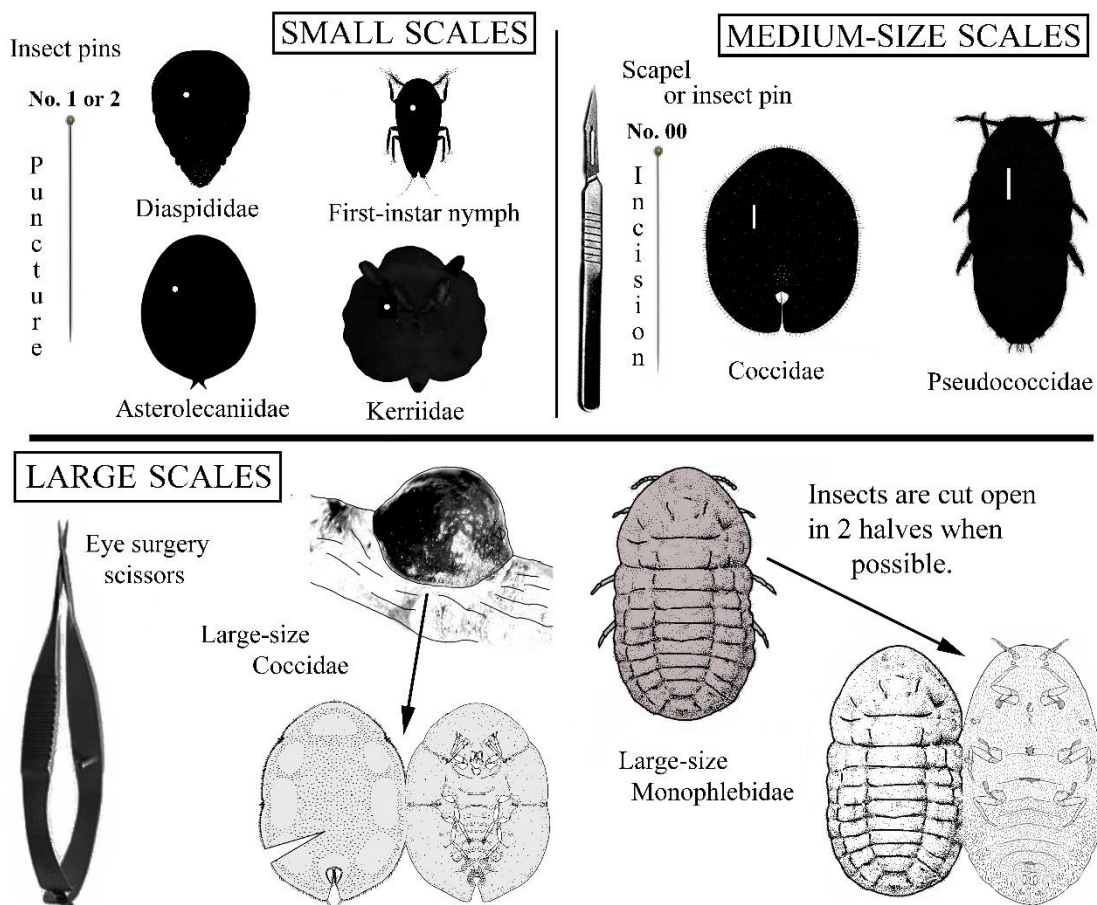 SMALL SCALES
Insect pins
No. 1 or 2
Puncture
Diaspididae
First-instar nymph
Asterolecaniidae
Kerriidae
MEDIUM-SIZE SCALES
Scapel
or insect pin
No. 00
Incision
Coccidae
Pseudococcidae
LARGE SCALES
Eye surgery
scissors
Large-size
Coccidae
Insects are cut open
in 2 halves when
possible.
Large-size
Monophlebidae